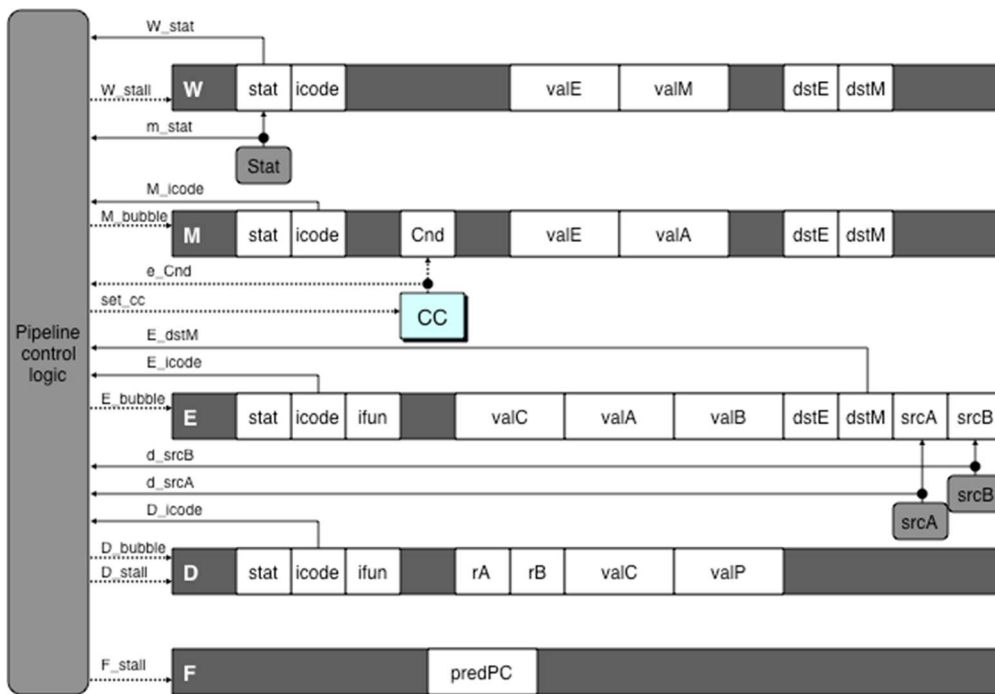 W_stat
W_stall
W stat icode valE valM dstE dstM
m_stat
Stat
M_icode
M_bubble
M stat icode Cnd valE valA dstE dstM
e_Cnd
set_cc
CC
Pipeline
control
logic
E_dstM
E_icode
E_bubble
E stat icode ifun valC valA valB dstE dstM srcA srcB
d_srcB
srcB
d_srcA
srcA
D_icode
D_bubble
D_stall
D stat icode ifun rA rB valC valP
F_stall
F predPC